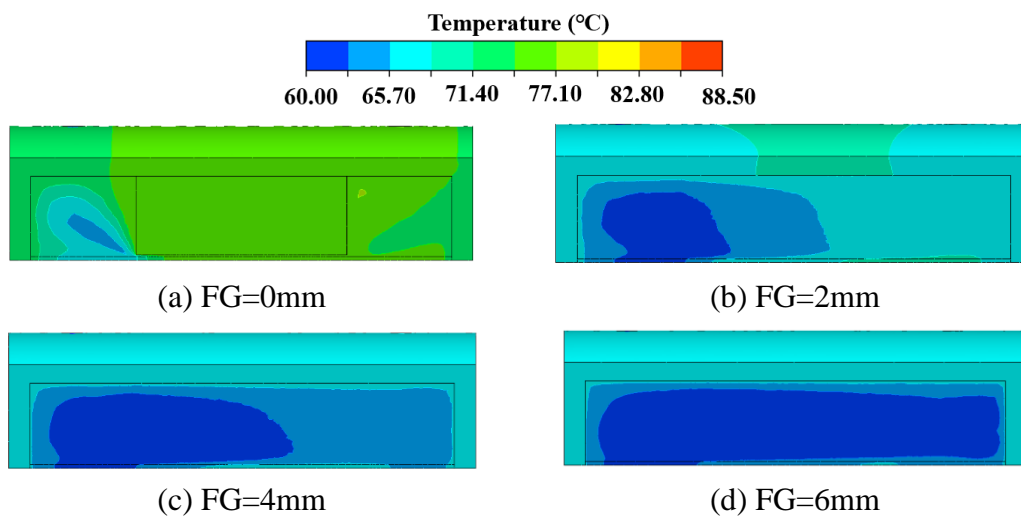 Temperature (℃)
60.00 65.70 71.40 77.10 82.80 88.50
(a) FG=0mm
(b) FG=2mm
(c) FG=4mm
(d) FG=6mm